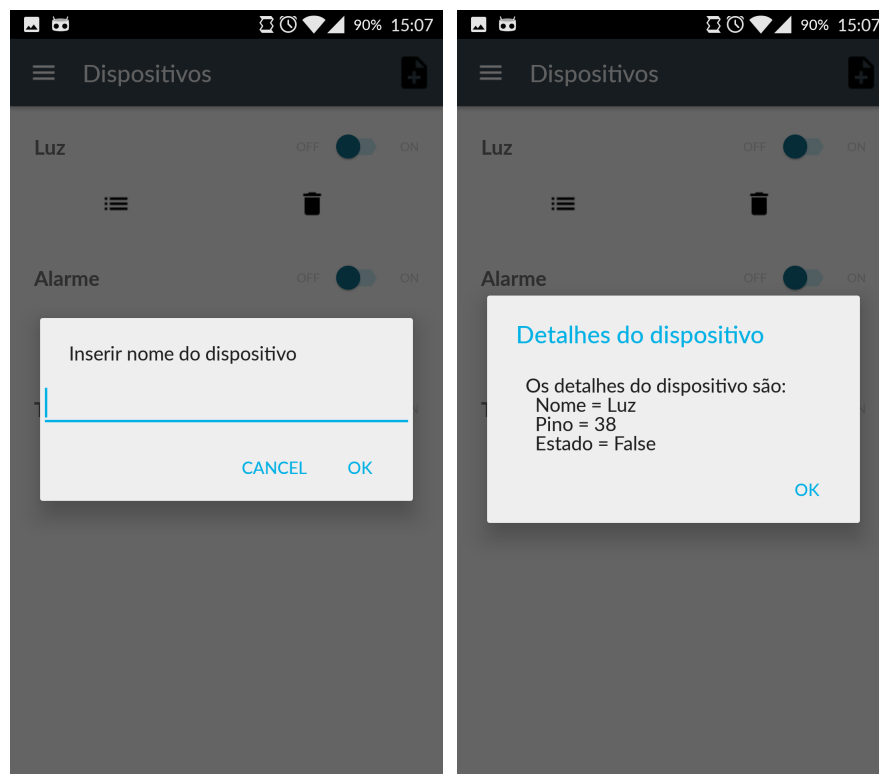 90% 15:07
Dispositivos
Luz
OFF
ON
Alarme
OFF
ON
Inserir nome do dispositivo
CANCEL
OK
90% 15:07
Dispositivos
Luz
OFF
ON
Alarme
OFF
ON
Detalhes do dispositivo
Os detalhes do dispositivo são:
Nome = Luz
Pino = 38
Estado = False
OK